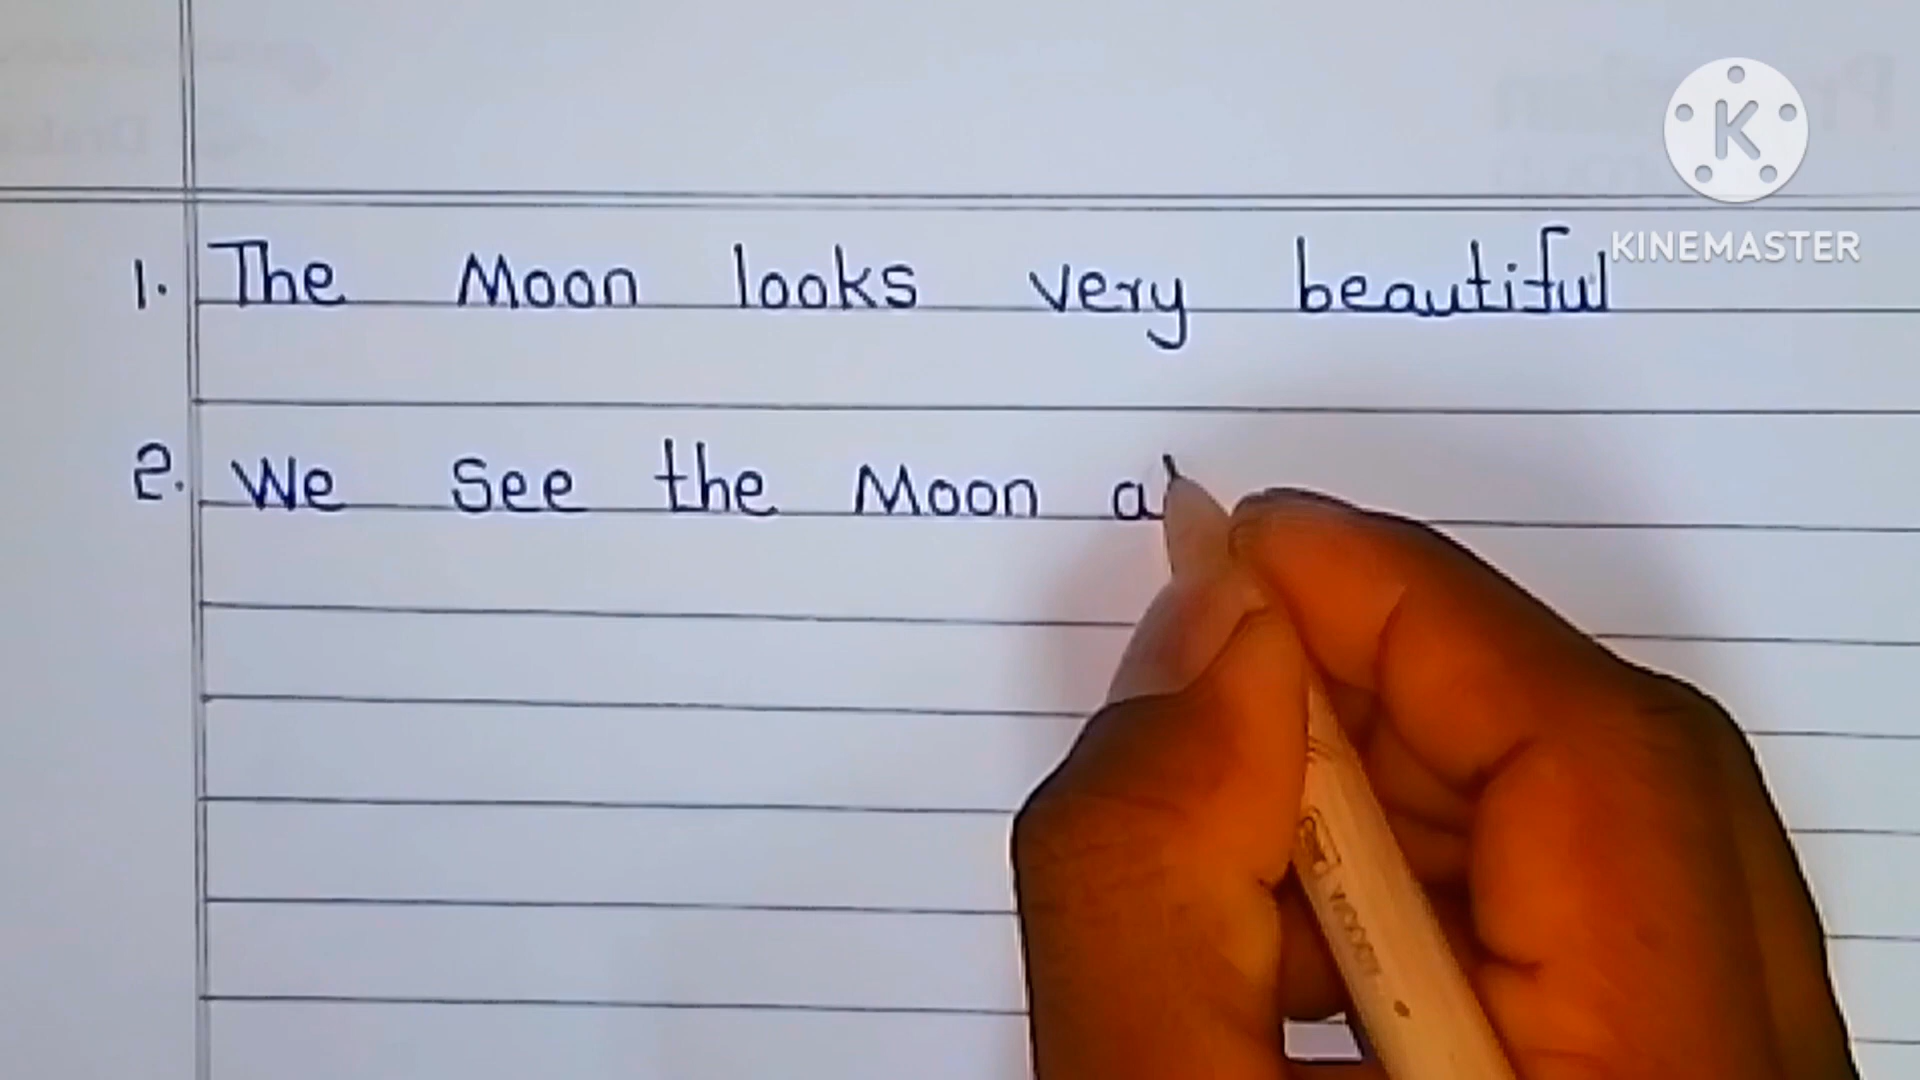 K
KINEMASTER
1. The Moon looks very beautiful
2. We see the Moon a